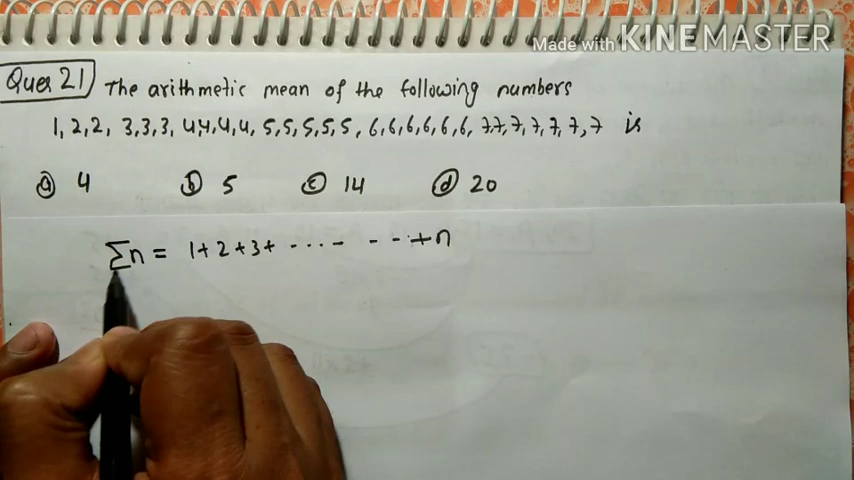 Made with KINEMASTER
Ques 21 The arithmetic mean of the following numbers
1, 2, 2, 3, 3, 3, 4, 4, 4, 4, 5, 5, 5, 5, 5, 6, 6, 6, 6, 6, 6, 7, 7, 7, 7, 7, 7, 7 is
(a) 4 (b) 5 (c) 14 (d) 20
∑n = 1+2+3+ ...- - -·+n